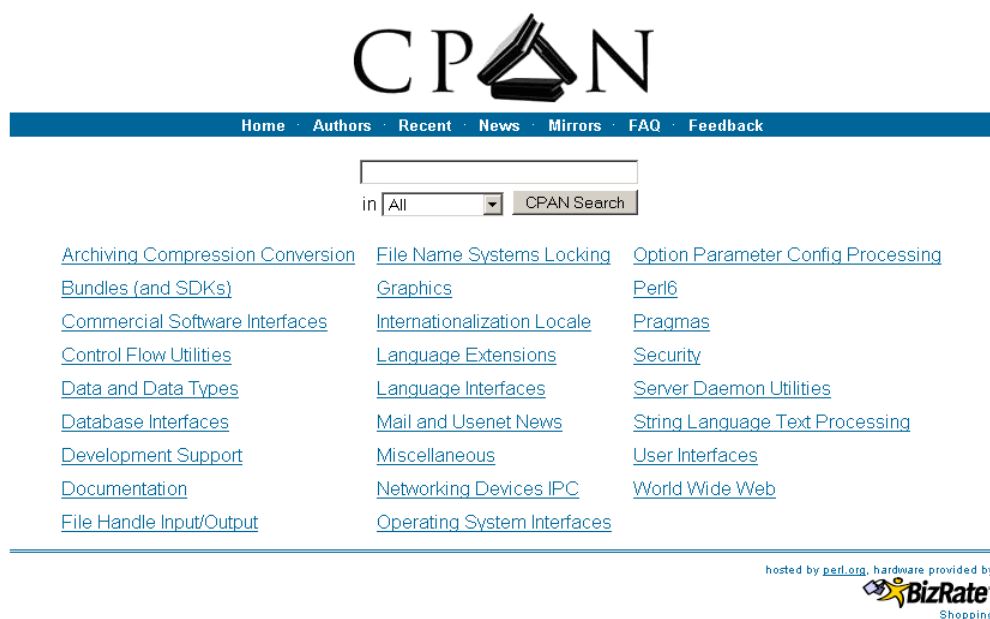 CPAN
Home · Authors · Recent · News · Mirrors · FAQ · Feedback
in All CPAN Search
Archiving Compression Conversion File Name Systems Locking Option Parameter Config Processing
Bundles (and SDKs) Graphics Perl6
Commercial Software Interfaces Internationalization Locale Pragmas
Control Flow Utilities Language Extensions Security
Data and Data Types Language Interfaces Server Daemon Utilities
Database Interfaces Mail and Usenet News String Language Text Processing
Development Support Miscellaneous User Interfaces
Documentation Networking Devices IPC World Wide Web
File Handle Input/Output Operating System Interfaces
hosted by perl.org, hardware provided by
BizRate
Shopping